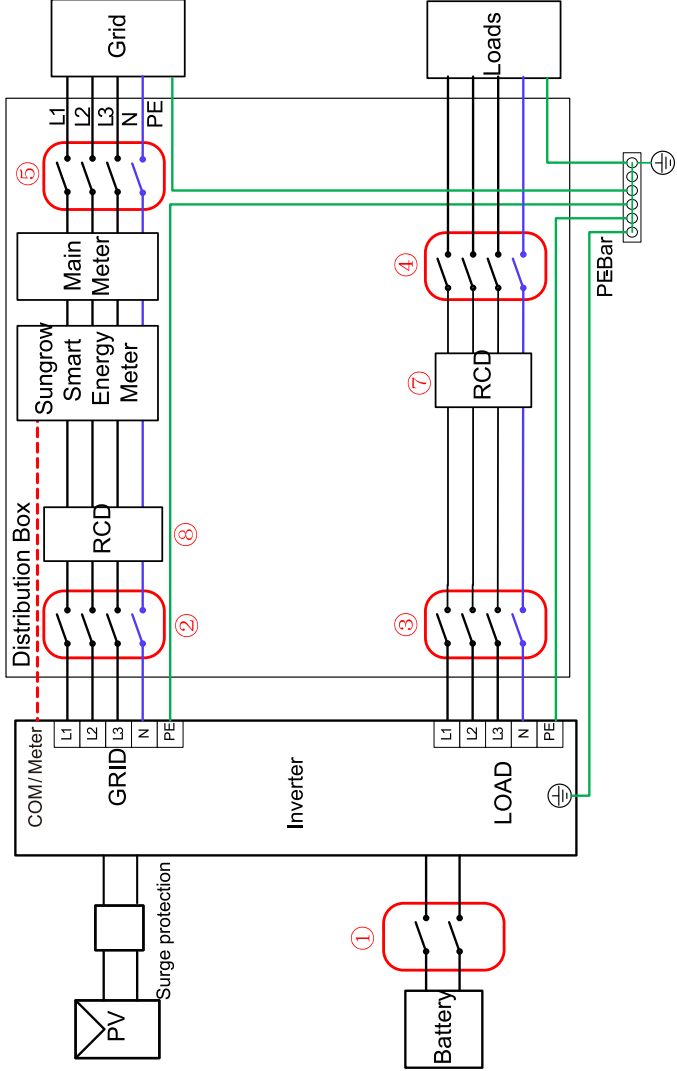 Grid
Loads
L1
L2
L3
N
PE
⑤
Main
Meter
④
PEBar
Sungrow
Smart
Energy
Meter
⑦
RCD
Distribution Box
RCD
⑧
②
③
COM/Meter
L1
L2
L3
N
PE
GRID
Inverter
L1
L2
L3
N
PE
LOAD
Surge protection
PV
①
Battery